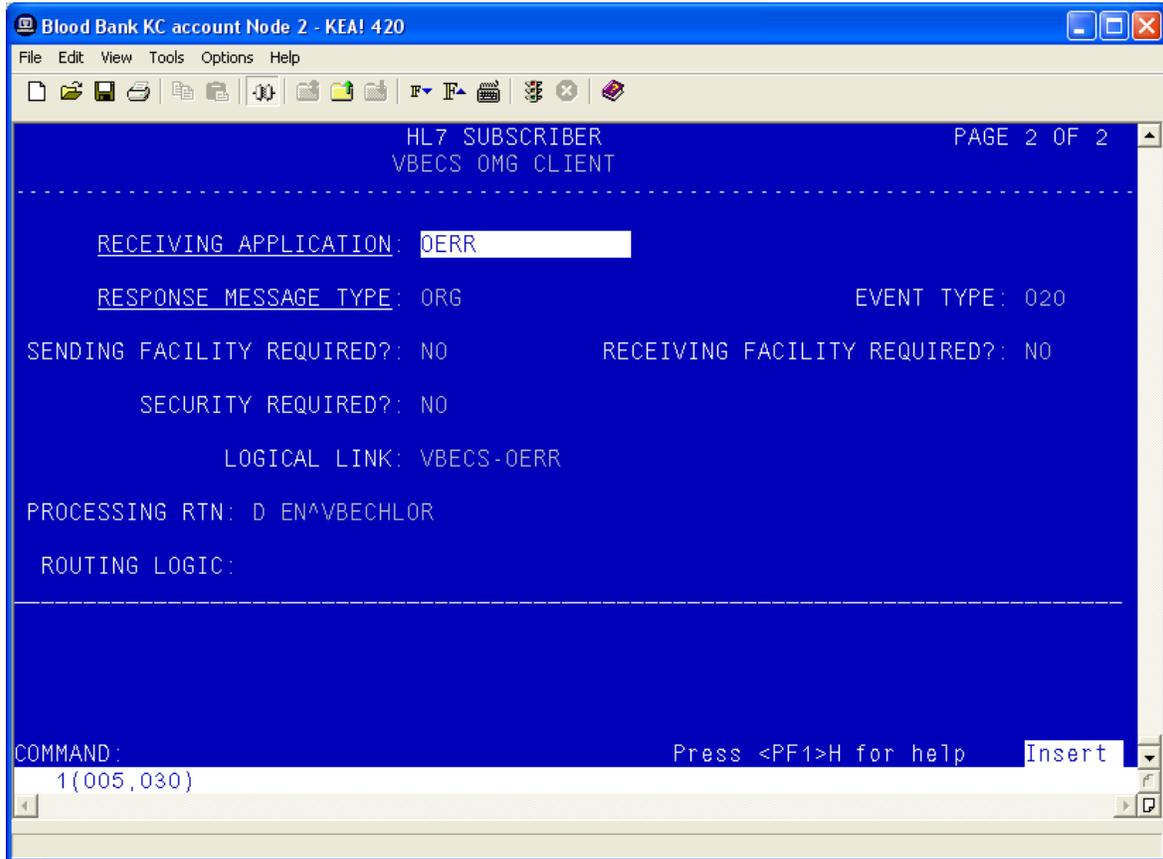 Blood Bank KC account Node 2 - KEA! 420
File Edit View Tools Options Help
HL7 SUBSCRIBER PAGE 2 OF 2
VBECS OMG CLIENT
RECEIVING APPLICATION: OERR
RESPONSE MESSAGE TYPE: ORG EVENT TYPE: O20
SENDING FACILITY REQUIRED?: NO RECEIVING FACILITY REQUIRED?: NO
SECURITY REQUIRED?: NO
LOGICAL LINK: VBECS-OERR
PROCESSING RTN: D EN^VBECHLOR
ROUTING LOGIC:
COMMAND: Press <PF1>H for help Insert
1(005,030)